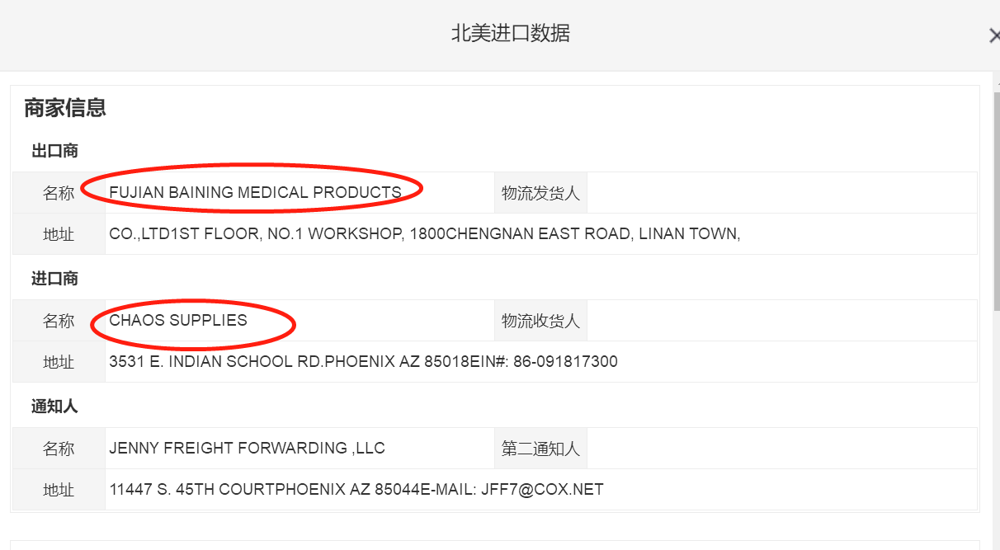 北美进口数据
商家信息
出口商
名称 FUJIAN BAINING MEDICAL PRODUCTS 物流发货人
地址 CO.,LTD1ST FLOOR, NO.1 WORKSHOP, 1800CHENGNAN EAST ROAD, LINAN TOWN,
进口商
名称 CHAOS SUPPLIES 物流收货人
地址 3531 E. INDIAN SCHOOL RD.PHOENIX AZ 85018EIN#: 86-091817300
通知人
名称 JENNY FREIGHT FORWARDING ,LLC 第二通知人
地址 11447 S. 45TH COURTPHOENIX AZ 85044E-MAIL: JFF7@COX.NET